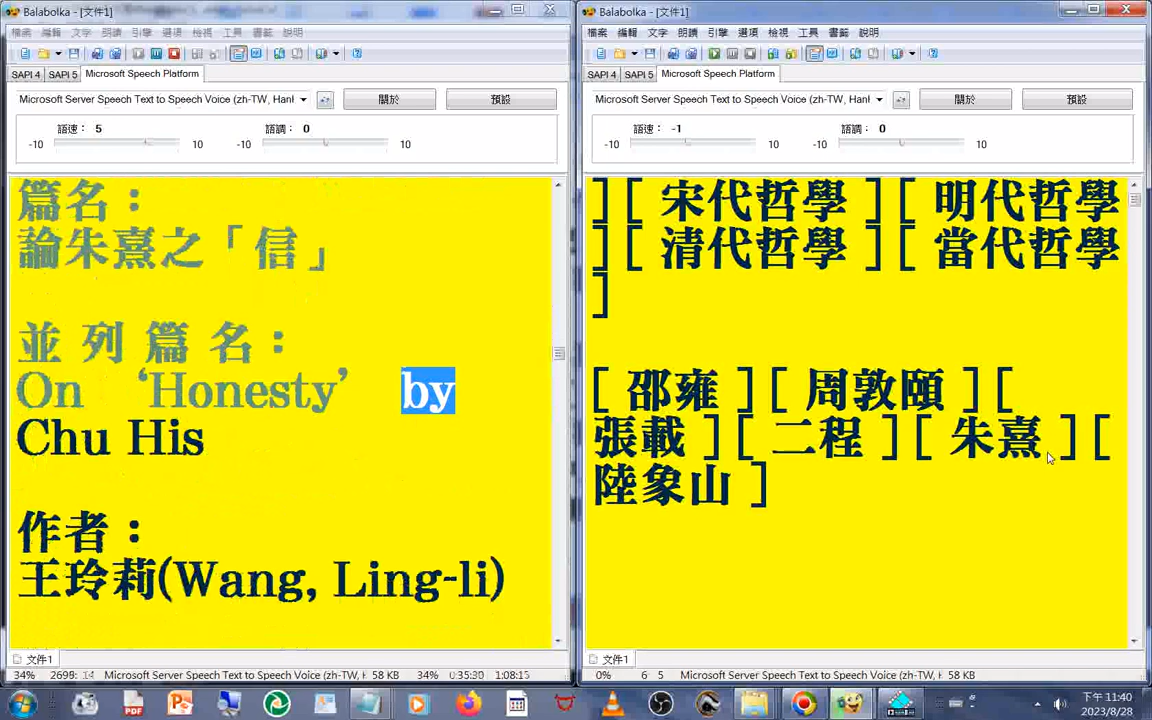 Balabolka - [文件1]
檔案 編輯 文字 朗讀 引擎 選項 檢視 工具 書籤 說明
SAPI 4 SAPI 5 Microsoft Speech Platform
Microsoft Server Speech Text to Speech Voice (zh-TW, Hanl
關於
預設
語速： 5
語調： 0
-10 10 -10 10
篇名：
論朱熹之「信」
並 列 篇 名：
On ‘Honesty’ by
Chu His
作者：
王玲莉(Wang, Ling-li)
文件1
34% 2698: 14 Microsoft Server Speech Text to Speech Voice (zh-TW, H 58 KB 34% 0:35:30 1:08:15
Balabolka - [文件1]
檔案 編輯 文字 朗讀 引擎 選項 檢視 工具 書籤 說明
SAPI 4 SAPI 5 Microsoft Speech Platform
Microsoft Server Speech Text to Speech Voice (zh-TW, Hanl
關於
預設
語速： -1
語調： 0
-10 10 -10 10
][ 宋代哲學 ][ 明代哲學
][ 清代哲學 ][ 當代哲學
]
[ 邵雍 ][ 周敦頤 ][
張載 ][ 二程 ][ 朱熹 ][
陸象山 ]
文件1
0% 6: 5 Microsoft Server Speech Text to Speech Voice (zh-TW, H 58 KB
PDF
下午 11:40
2023/8/28